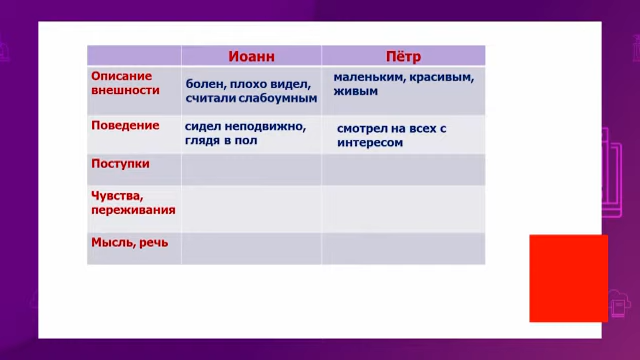 Иоанн Пётр
Описание внешности
болен, плохо видел,
считали слабоумным
маленьким, красивым,
живым
Поведение
сидел неподвижно,
глядя в пол
смотрел на всех с
интересом
Поступки
Чувства,
переживания
Мысль, речь